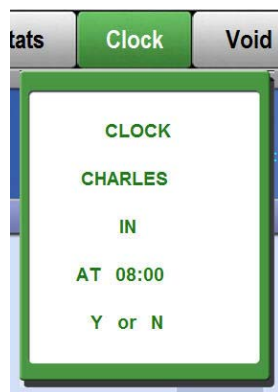 tats Clock Void
CLOCK
CHARLES
IN
AT 08:00
Y or N